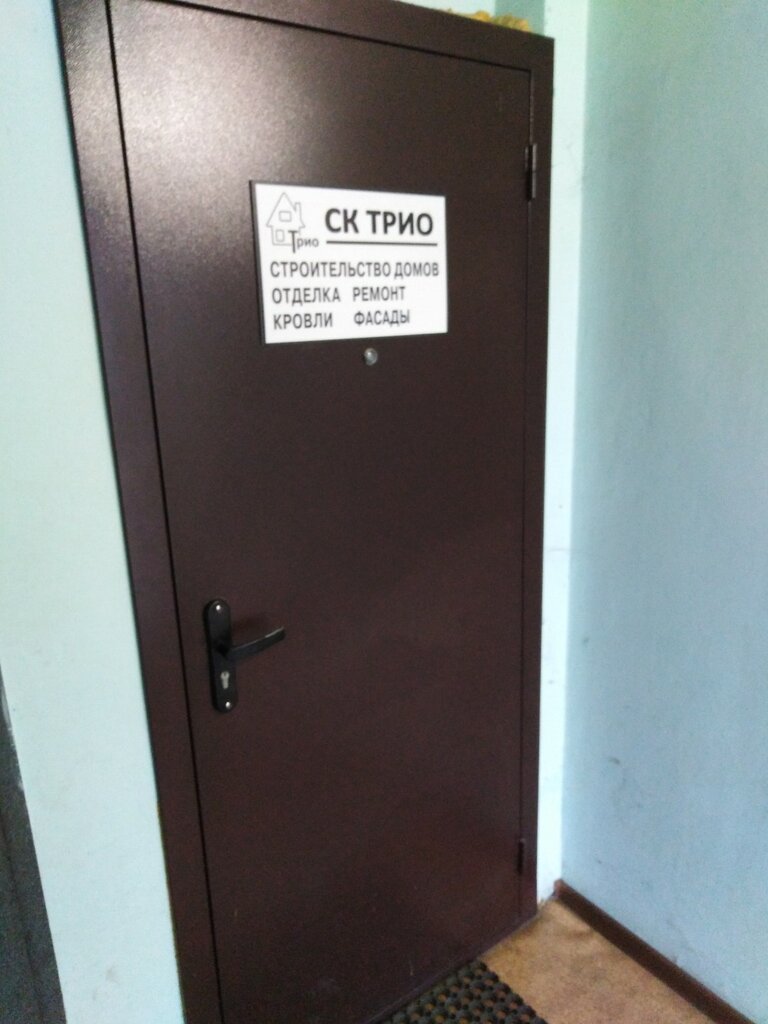 СК ТРИО
Трио
СТРОИТЕЛЬСТВО ДОМОВ
ОТДЕЛКА РЕМОНТ
КРОВЛИ ФАСАДЫ